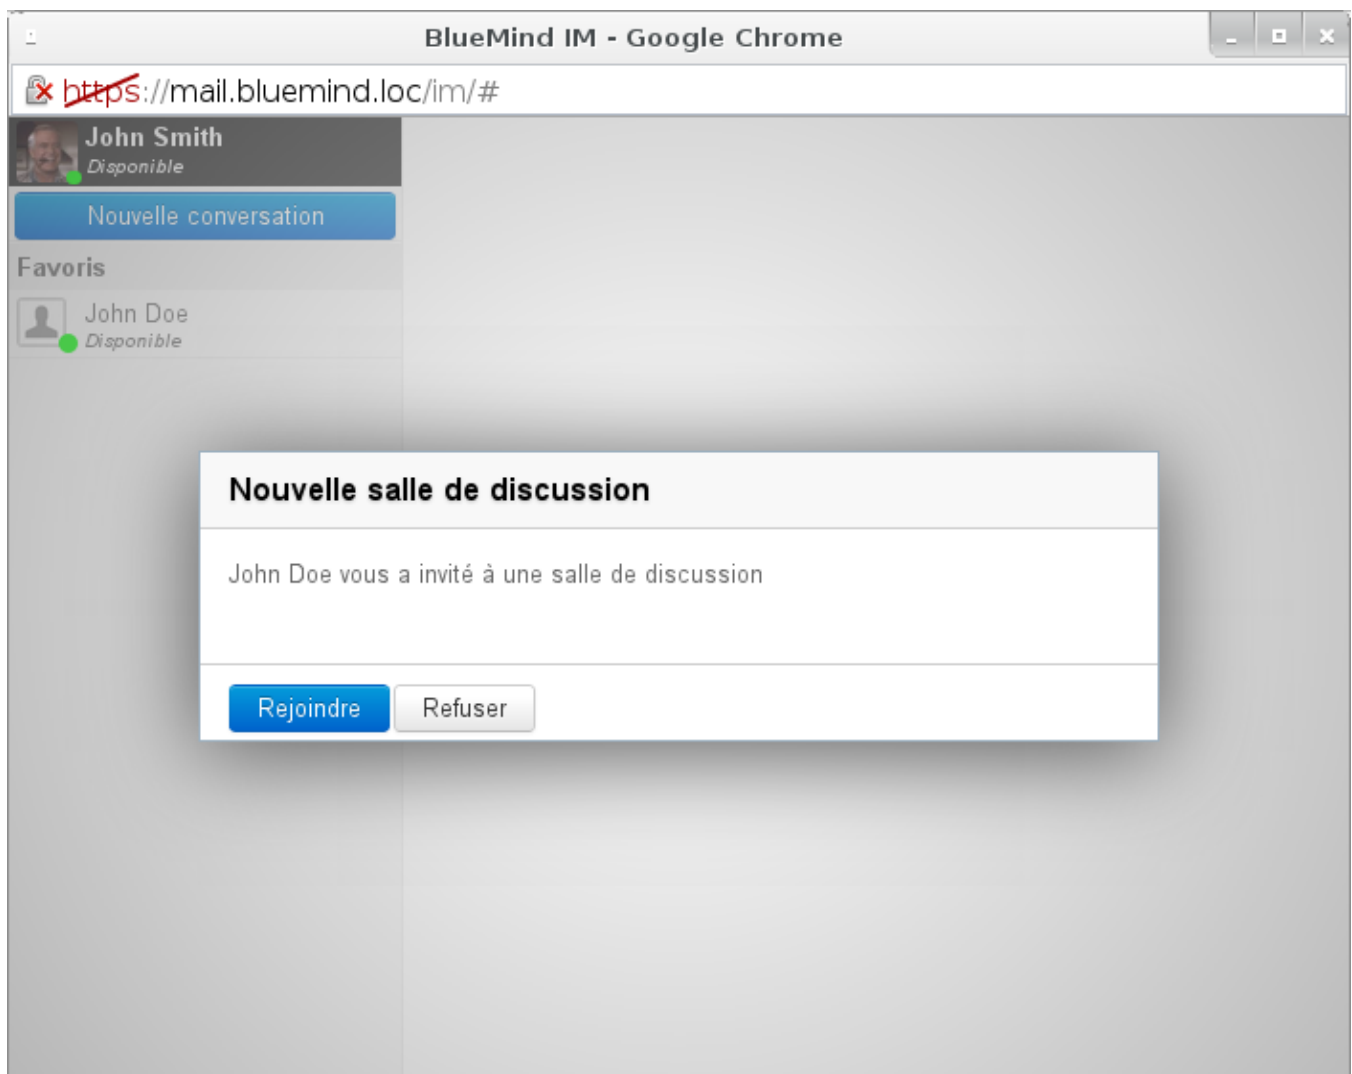 BlueMind IM - Google Chrome
https://mail.bluemind.loc/im/#
John Smith
Disponible
Nouvelle conversation
Favoris
John Doe
Disponible
Nouvelle salle de discussion
John Doe vous a invité à une salle de discussion
Rejoindre
Refuser